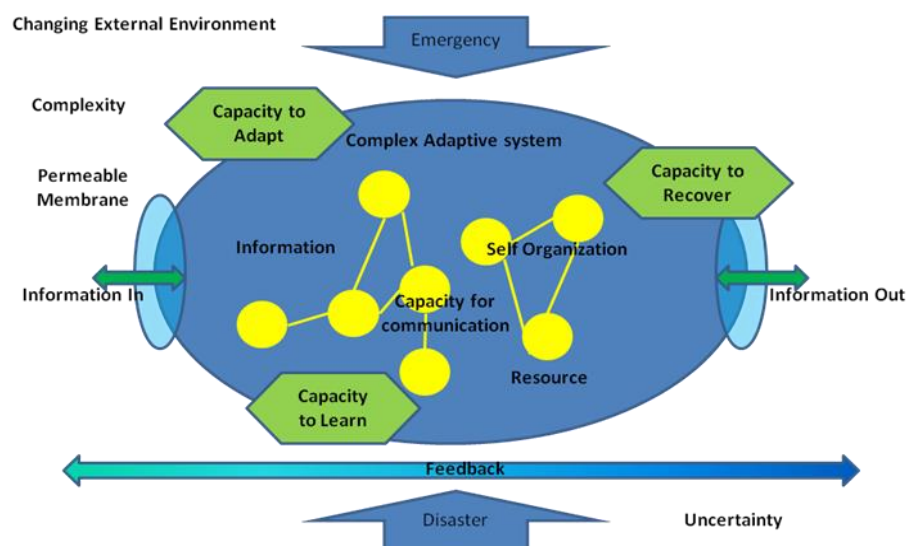 Changing External Environment
Emergency
Complexity
Capacity to
Adapt
Complex Adaptive system
Capacity to
Recover
Permeable
Membrane
Information
Self Organization
Information In
Capacity for
communication
Information Out
Resource
Capacity
to Learn
Feedback
Disaster
Uncertainty